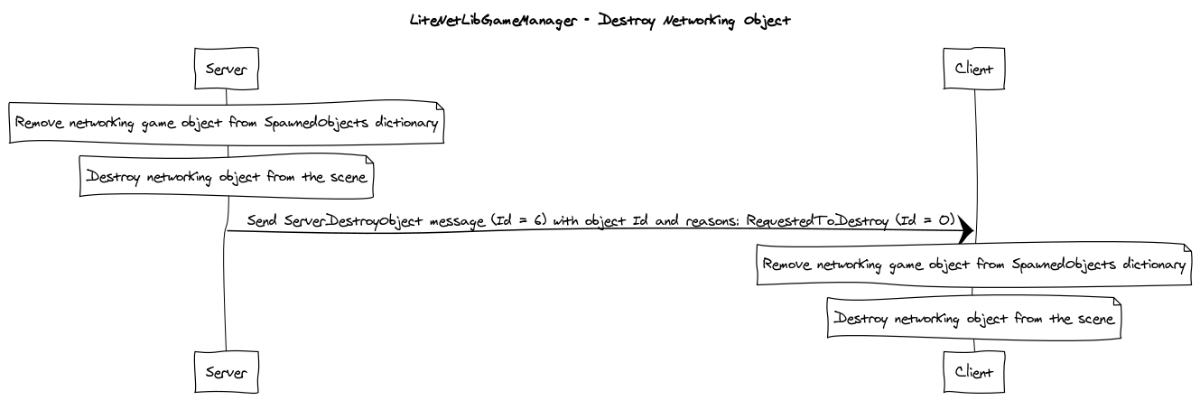 LiteNetLibGameManager - Destroy Networking Object
Server
Client
Remove networking game object from SpawnedObjects dictionary
Destroy networking object from the scene
Send ServerDestroyObject message (Id = 6) with object Id and reasons: RequestedToDestroy (Id = 0)
Remove networking game object from SpawnedObjects dictionary
Destroy networking object from the scene
Server
Client